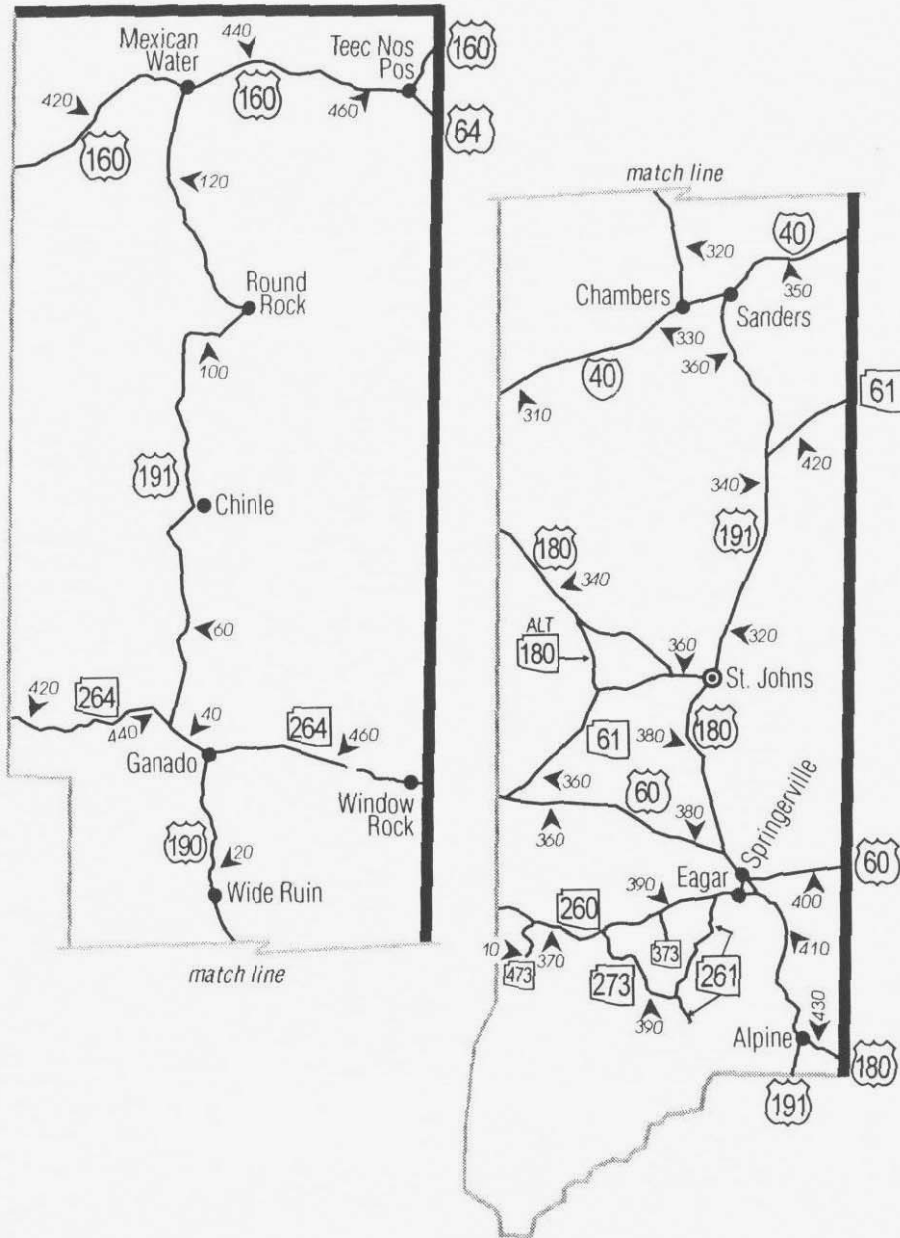 440
Mexican
Water
Teec Nos
Pos
160
420
160
460
64
160
120
Round
Rock
100
191
Chinle
60
420
264
440
40
264
460
Ganado
Window
Rock
190
20
Wide Ruin
match line
match line
320
40
Chambers
350
Sanders
330
360
40
310
61
420
340
191
180
340
ALT
180
360
320
St. Johns
61
380
180
360
60
Springerville
360
380
60
Eagar
400
390
260
10
473
370
373
261
410
273
390
430
Alpine
180
191